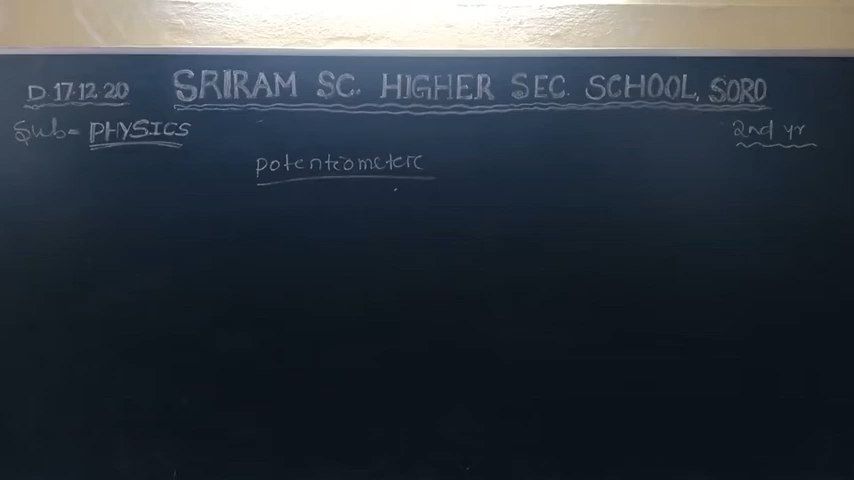 D 17.12.20 SRIRAM SC. HIGHER SEC. SCHOOL, SORO
Sub= PHYSICS 2nd yr
potentiometer